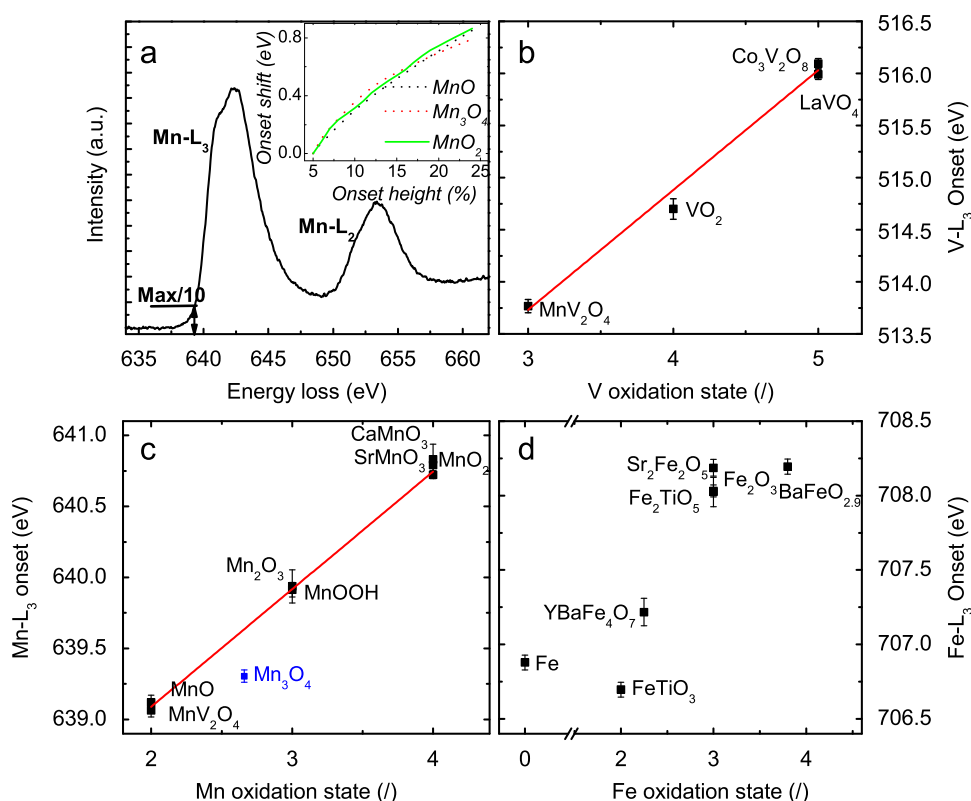 a
Mn-L3
Mn-L2
Max/10
Intensity (a.u.)
635 640 645 650 655 660
Energy loss (eV)
Onset shift (eV)
0.8
0.4
0.0
5 10 15 20 25
Onset height (%)
MnO
Mn3O4
MnO2
b
Co3V2O8
LaVO4
VO2
MnV2O4
516.5
516.0
515.5
515.0
514.5
514.0
513.5
V-L3 Onset (eV)
3 4 5
V oxidation state (/)
c
641.0
640.5
640.0
639.5
639.0
Mn-L3 onset (eV)
CaMnO3
SrMnO3
MnO2
Mn2O3
MnOOH
Mn3O4
MnO
MnV2O4
2 3 4
Mn oxidation state (/)
d
Sr2Fe2O5
Fe2O3
BaFeO2.9
Fe2TiO5
YBaFe4O7
Fe
FeTiO3
708.5
708.0
707.5
707.0
706.5
Fe-L3 Onset (eV)
0 2 3 4
Fe oxidation state (/)